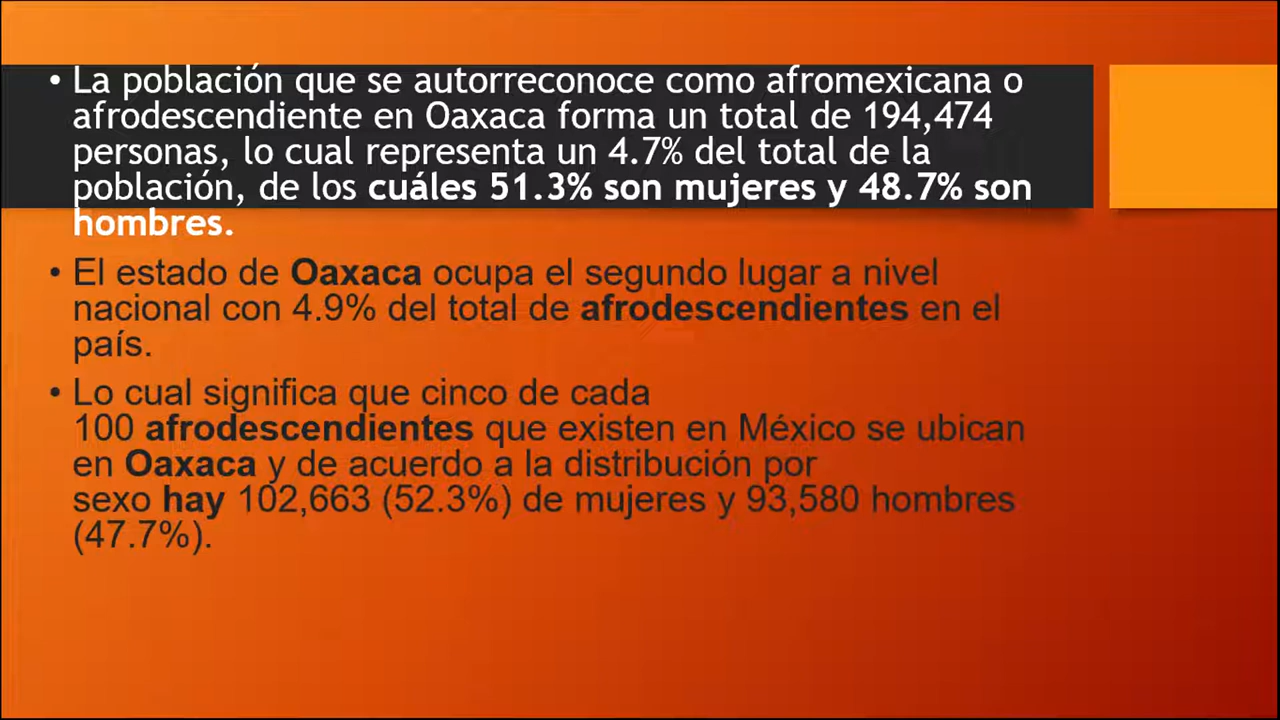 • La población que se autorreconoce como afromexicana o
afrodescendiente en Oaxaca forma un total de 194,474
personas, lo cual representa un 4.7% del total de la
población, de los cuáles 51.3% son mujeres y 48.7% son
hombres.
• El estado de Oaxaca ocupa el segundo lugar a nivel
nacional con 4.9% del total de afrodescendientes en el
país.
• Lo cual significa que cinco de cada
100 afrodescendientes que existen en México se ubican
en Oaxaca y de acuerdo a la distribución por
sexo hay 102,663 (52.3%) de mujeres y 93,580 hombres
(47.7%).